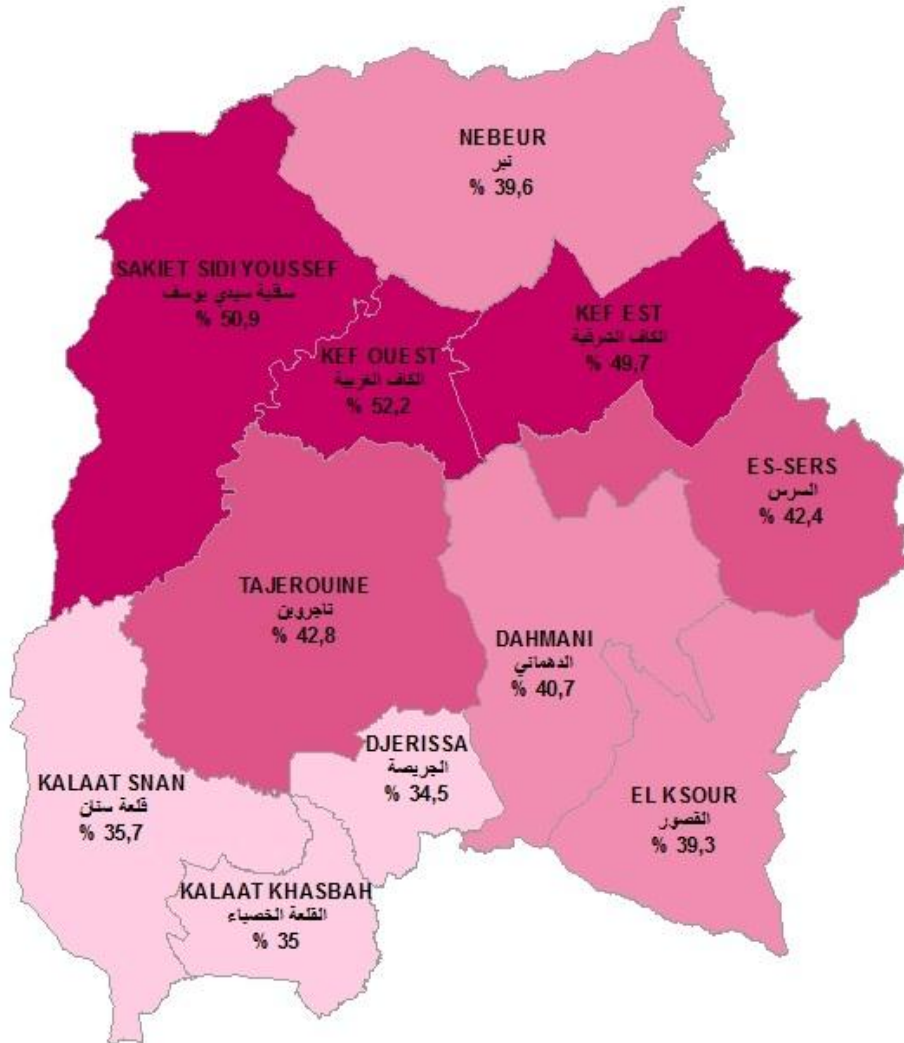 NEBEUR
نبر
% 39,6
SAKIET SIDI YOUSSEF
ساقية سيدي يوسف
% 50,9
KEF EST
الكاف الشرقية
% 49,7
KEF OUEST
الكاف الغربية
% 52,2
ES-SERS
السرس
% 42,4
TAJEROUINE
تاجروين
% 42,8
DAHMANI
الدهماني
% 40,7
DJERISSA
الجريصة
% 34,5
KALAAT SNAN
قلعة سنان
% 35,7
EL KSOUR
القصور
% 39,3
KALAAT KHASBAH
القلعة الخصباء
% 35